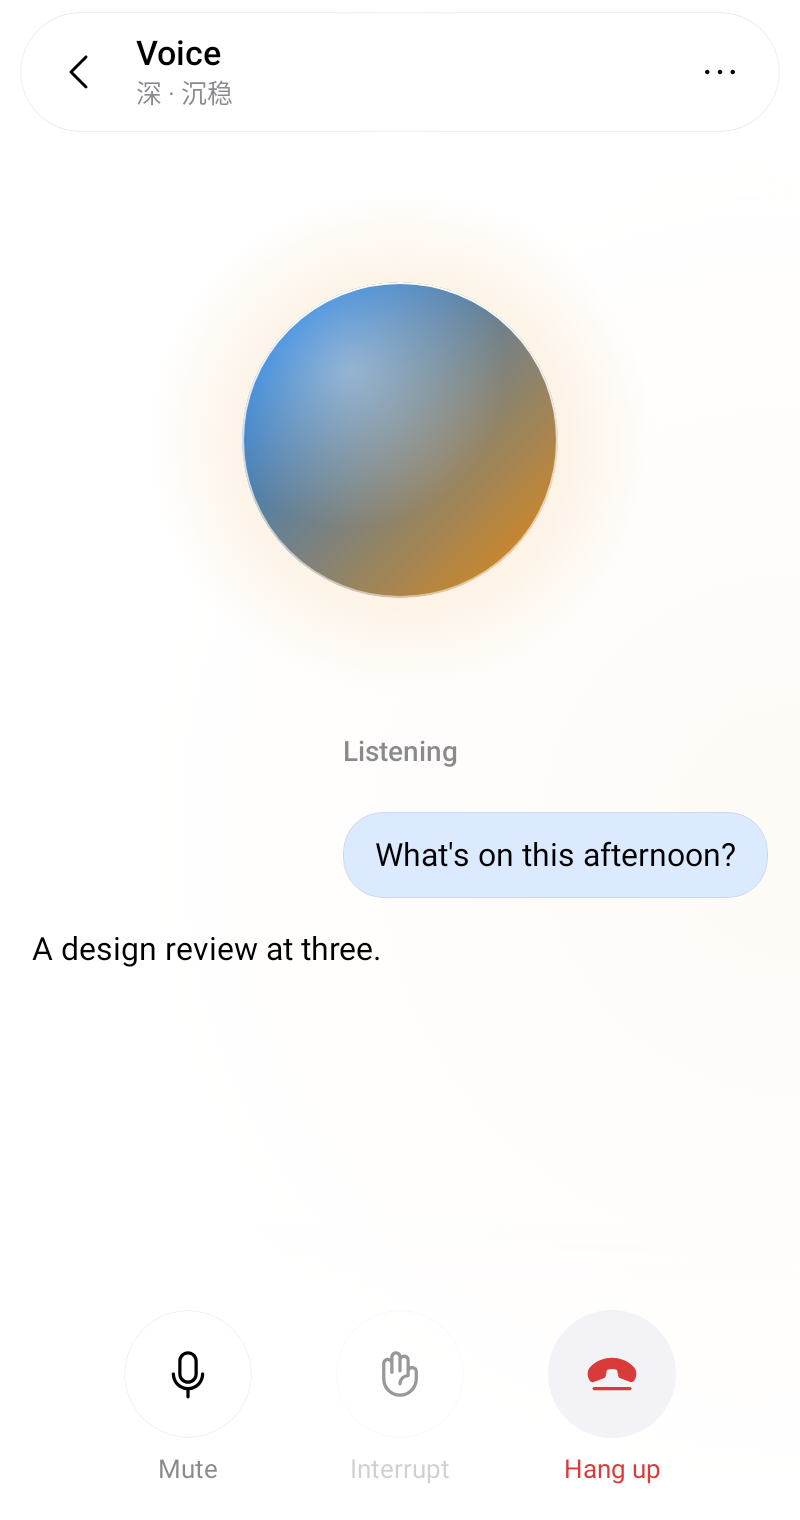 Voice
深 · 沉稳
Listening
What's on this afternoon?
A design review at three.
Mute
Interrupt
Hang up